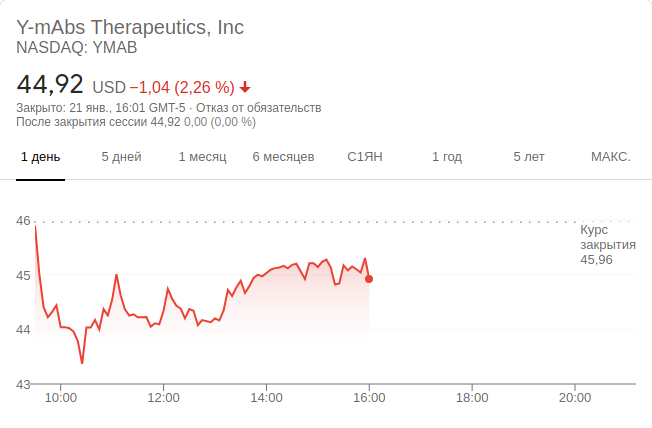 Y-mAbs Therapeutics, Inc
NASDAQ: YMAB
44,92 USD −1,04 (2,26 %)
Закрыто: 21 янв., 16:01 GMT-5 · Отказ от обязательств
После закрытия сессии 44,92 0,00 (0,00 %)
1 день 5 дней 1 месяц 6 месяцев С1ЯН 1 год 5 лет МАКС.
46
Курс
закрытия
45,96
45
44
43
10:00 12:00 14:00 16:00 18:00 20:00